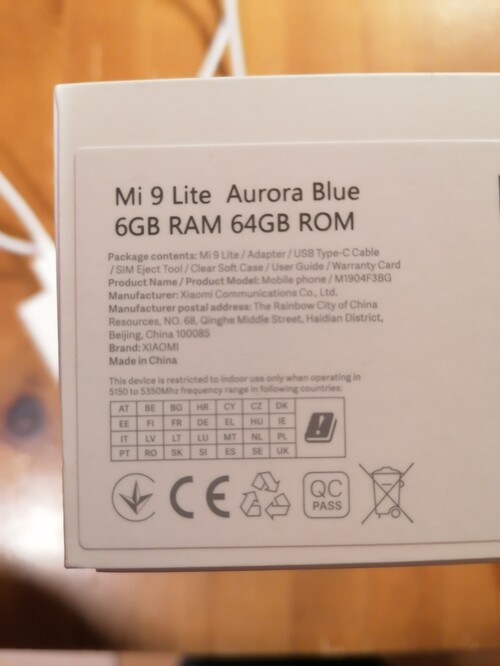 Mi 9 Lite Aurora Blue
6GB RAM 64GB ROM
Package contents: Mi 9 Lite / Adapter / USB Type-C Cable
/ SIM Eject Tool / Clear Soft Case / User Guide / Warranty Card
Product Name / Product Model: Mobile phone / M1904F3BG
Manufacturer: Xiaomi Communications Co., Ltd.
Manufacturer postal address: The Rainbow City of China
Resources, NO. 68, Qinghe Middle Street, Haidian District,
Beijing, China 100085
Brand: XIAOMI
Made in China
This device is restricted to indoor use only when operating in
5150 to 5350Mhz frequency range in following countries:
AT BE BG HR CY CZ DK
EE FI FR DE EL HU IE
IT LV LT LU MT NL PL
PT RO SK SI ES SE UK
CE QC
PASS